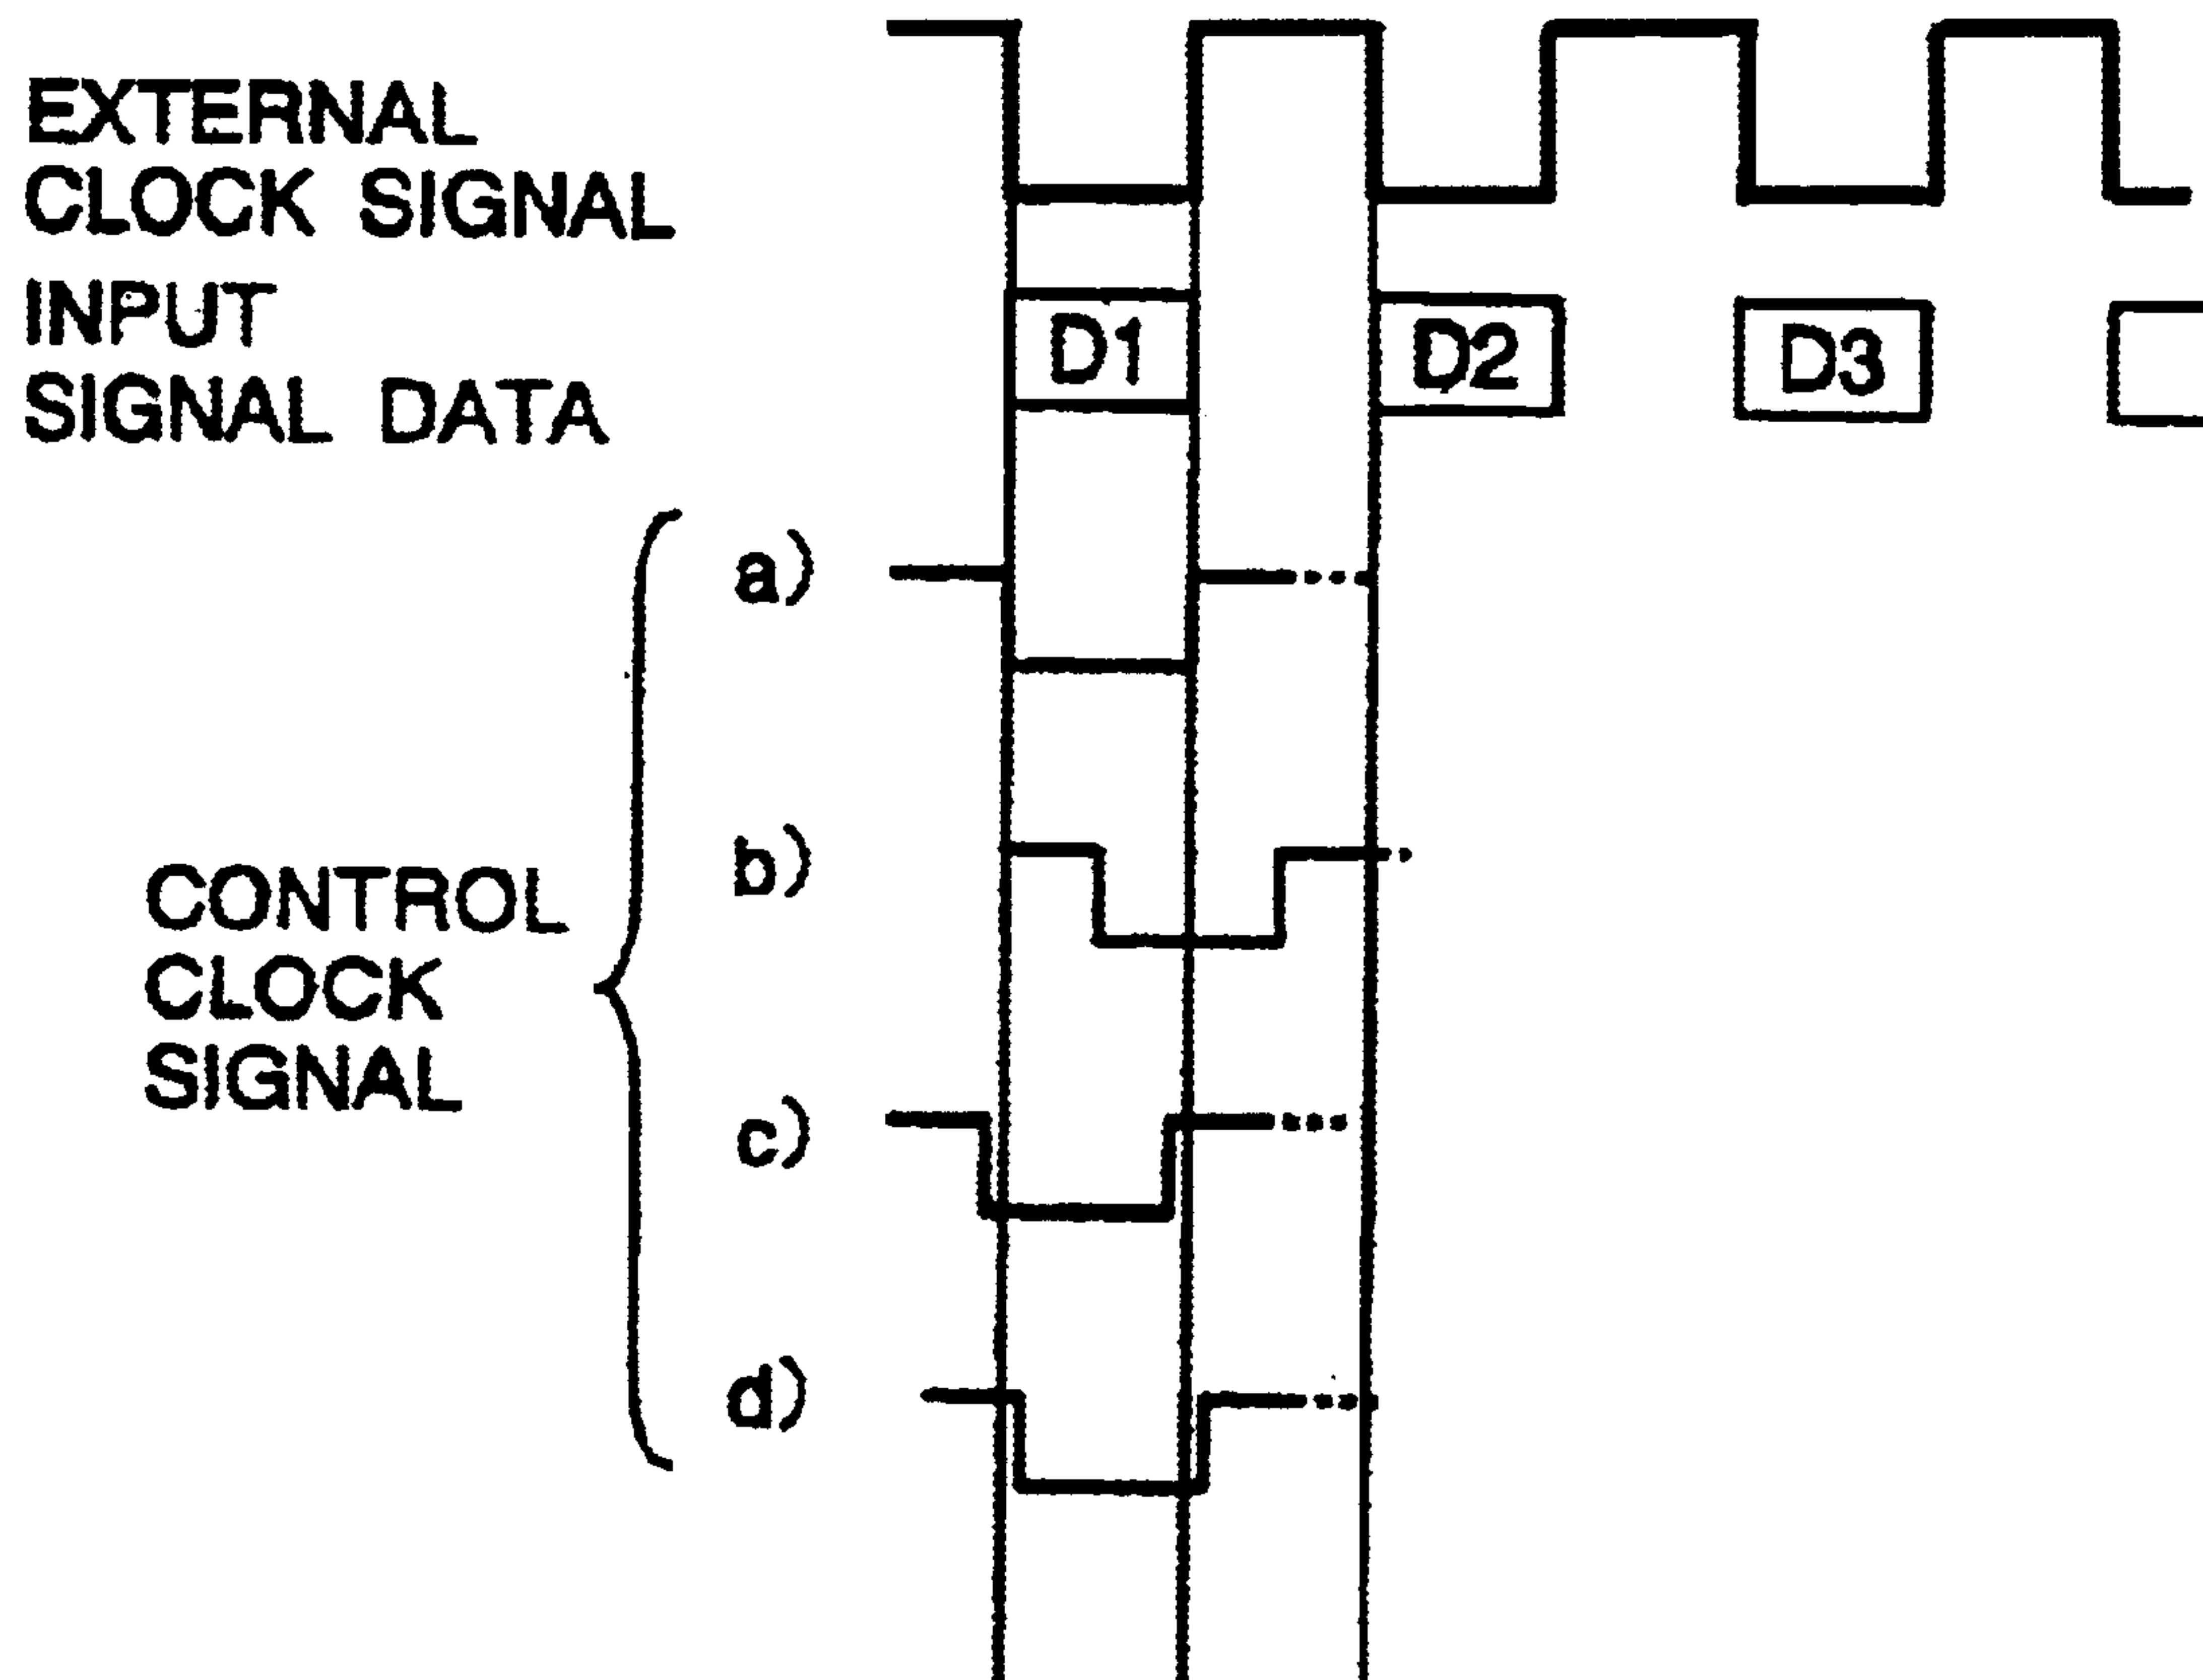 EXTERNAL
CLOCK SIGNAL
INPUT
SIGNAL DATA
D1 D2 D3
a)
b)
CONTROL
CLOCK
SIGNAL
c)
d)